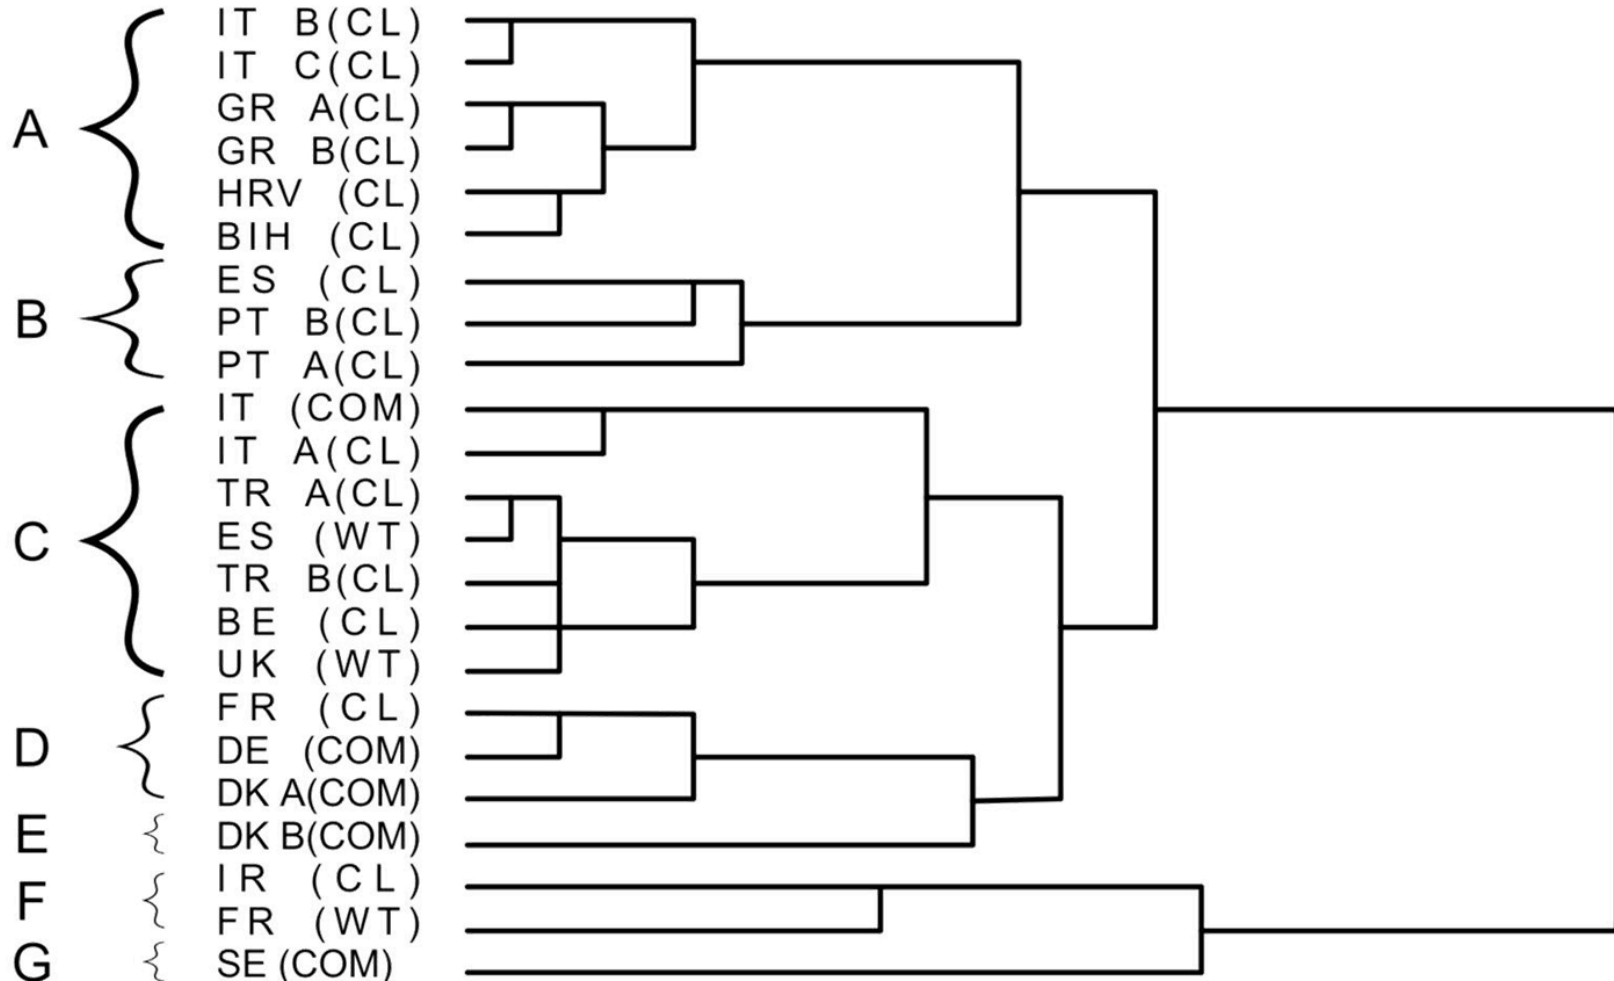 A
IT B(CL)
IT C(CL)
GR A(CL)
GR B(CL)
HRV (CL)
BIH (CL)
B
ES (CL)
PT B(CL)
PT A(CL)
C
IT (COM)
IT A(CL)
TR A(CL)
ES (WT)
TR B(CL)
BE (CL)
UK (WT)
D
FR (CL)
DE (COM)
DK A(COM)
E
DK B(COM)
F
IR (CL)
FR (WT)
G
SE (COM)